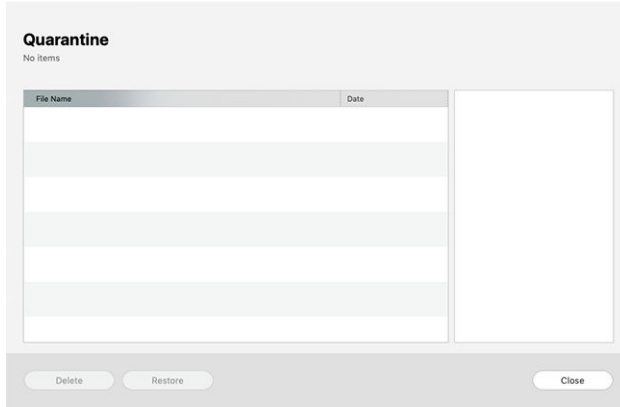 Quarantine
No items
File Name Date
Delete Restore Close